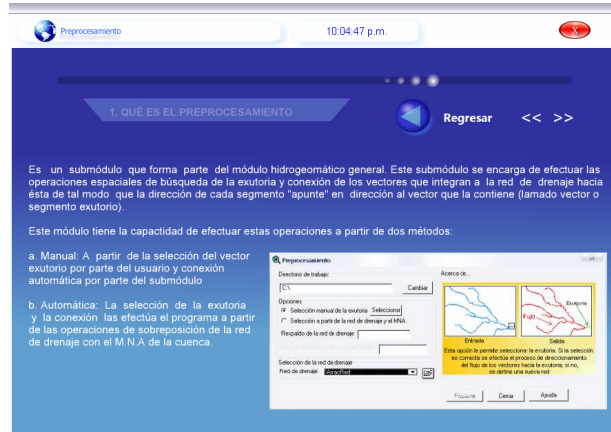 Preprocesamiento
10:04:47 p.m.
X
1. QUÉ ES EL PREPROCESAMIENTO
Regresar << >>
Es un submódulo que forma parte del módulo hidrogeomático general. Este submódulo se encarga de efectuar las
operaciones espaciales de búsqueda de la exutoria y conexión de los vectores que integran a la red de drenaje hacia
ésta de tal modo que la dirección de cada segmento "apunte" en dirección al vector que la contiene (lamado vector o
segmento exutorio).
Este módulo tiene la capactidad de efectuar estas operaciones a partir de dos métodos:
a. Manual: A partir de la selección del vector
exutorio por parte del usuario y conexión
automática por parte del submódulo
b. Automática: La selección de la exutoria
y la conexión las efectúa el programa a partir
de las operaciones de sobreposición de la red
de drenaje con el M.N.A de la cuenca.
Preprocesamiento
Directorio de trabajo:
C:\ Cambiar
Opciones
Selección manual de la exutoria Seleccionar
Selección a partir de la red de drenaje y el MNA
Respaldo de la red de drenaje
Selección de la red de drenaje
Red de drenaje: ArracRed
Acerca de...
Exutoria
Flujo
Entrada Salida
Esta opción le permite seleccionar la exutoria. Si la selección
es correcta se efectúa el proceso de direccionamiento
del flujo de los vectores hacia la exutoria; si no,
se define una nueva red
Procesar Cerrar Ayuda